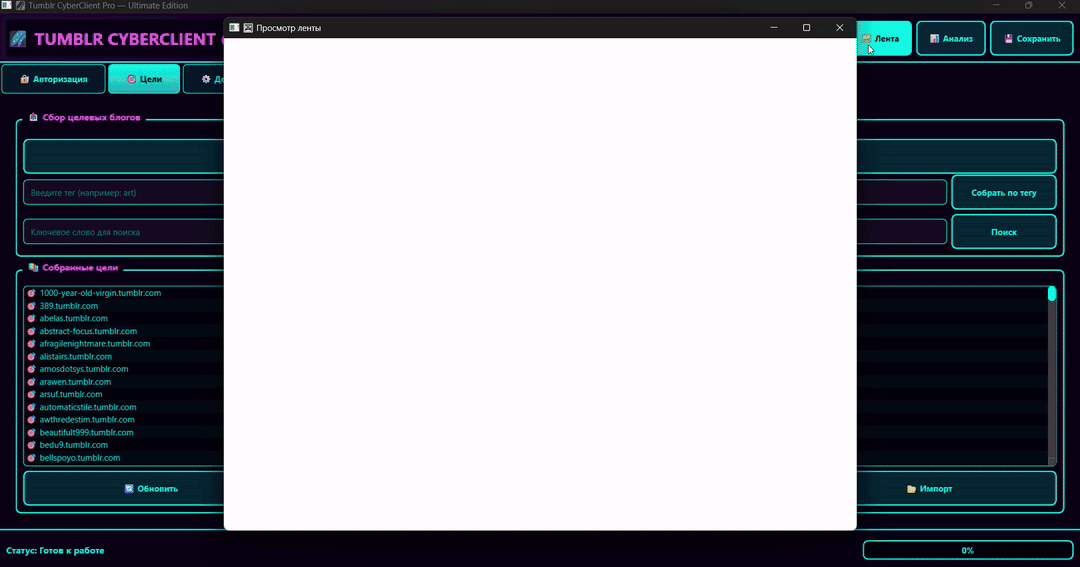 Tumblr CyberClient Pro — Ultimate Edition
Просмотр ленты
TUMBLR CYBERCLIENT
Лента
Анализ
Сохранить
Авторизация
Цели
Сбор целевых блогов
Введите тег (например: art)
Собрать по тегу
Ключевое слово для поиска
Поиск
Собранные цели
1000-year-old-virgin.tumblr.com
389.tumblr.com
abelas.tumblr.com
abstract-focus.tumblr.com
afragilenightmare.tumblr.com
alistairs.tumblr.com
amosdotsys.tumblr.com
arawen.tumblr.com
arsuf.tumblr.com
automaticstile.tumblr.com
awthredestim.tumblr.com
beautifult999.tumblr.com
bedu9.tumblr.com
bellspoyo.tumblr.com
Обновить
Импорт
Статус: Готов к работе
0%